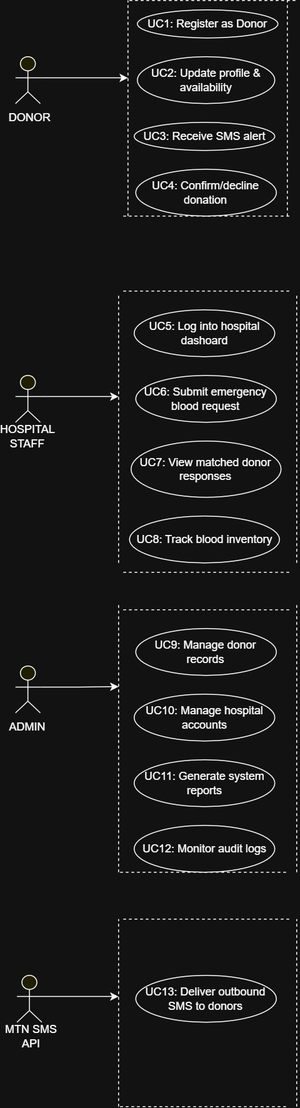 UC1: Register as Donor
UC2: Update profile &
availability
DONOR
UC3: Receive SMS alert
UC4: Confirm/decline
donation
UC5: Log into hospital
dashoard
UC6: Submit emergency
blood request
HOSPITAL
STAFF
UC7: View matched donor
responses
UC8: Track blood inventory
UC9: Manage donor
records
UC10: Manage hospital
accounts
ADMIN
UC11: Generate system
reports
UC12: Monitor audit logs
UC13: Deliver outbound
SMS to donors
MTN SMS
API